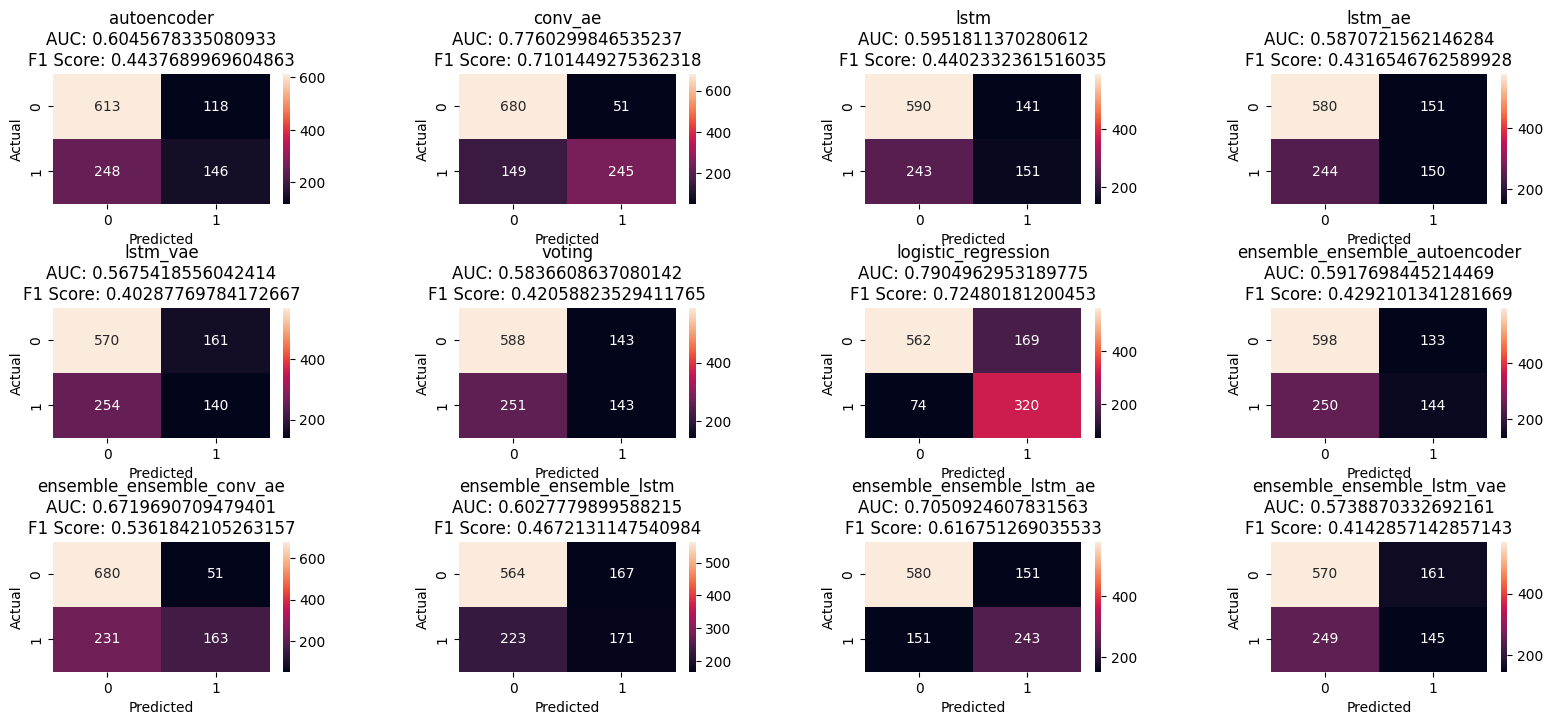 autoencoder
AUC: 0.6045678335080933
F1 Score: 0.4437689969604863
600
400
200
0
1
Actual
613
118
248
146
0
1
Predicted
conv_ae
AUC: 0.7760299846535237
F1 Score: 0.7101449275362318
600
400
200
0
1
Actual
680
51
149
245
0
1
Predicted
lstm
AUC: 0.5951811370280612
F1 Score: 0.4402332361516035
400
200
0
1
Actual
590
141
243
151
0
1
Predicted
lstm_ae
AUC: 0.5870721562146284
F1 Score: 0.4316546762589928
400
200
0
1
Actual
580
151
244
150
0
1
Predicted
lstm_vae
AUC: 0.5675418556042414
F1 Score: 0.40287769784172667
400
200
0
1
Actual
570
161
254
140
0
1
Predicted
voting
AUC: 0.5836608637080142
F1 Score: 0.42058823529411765
400
200
0
1
Actual
588
143
251
143
0
1
Predicted
logistic_regression
AUC: 0.7904962953189775
F1 Score: 0.72480181200453
400
200
0
1
Actual
562
169
74
320
0
1
Predicted
ensemble_ensemble_autoencoder
AUC: 0.5917698445214469
F1 Score: 0.4292101341281669
400
200
0
1
Actual
598
133
250
144
0
1
Predicted
ensemble_ensemble_conv_ae
AUC: 0.6719690709479401
F1 Score: 0.5361842105263157
600
400
200
0
1
Actual
680
51
231
163
0
1
Predicted
ensemble_ensemble_lstm
AUC: 0.6027779899588215
F1 Score: 0.4672131147540984
500
400
300
200
0
1
Actual
564
167
223
171
0
1
Predicted
ensemble_ensemble_lstm_ae
AUC: 0.7050924607831563
F1 Score: 0.616751269035533
400
200
0
1
Actual
580
151
151
243
0
1
Predicted
ensemble_ensemble_lstm_vae
AUC: 0.5738870332692161
F1 Score: 0.4142857142857143
400
200
0
1
Actual
570
161
249
145
0
1
Predicted